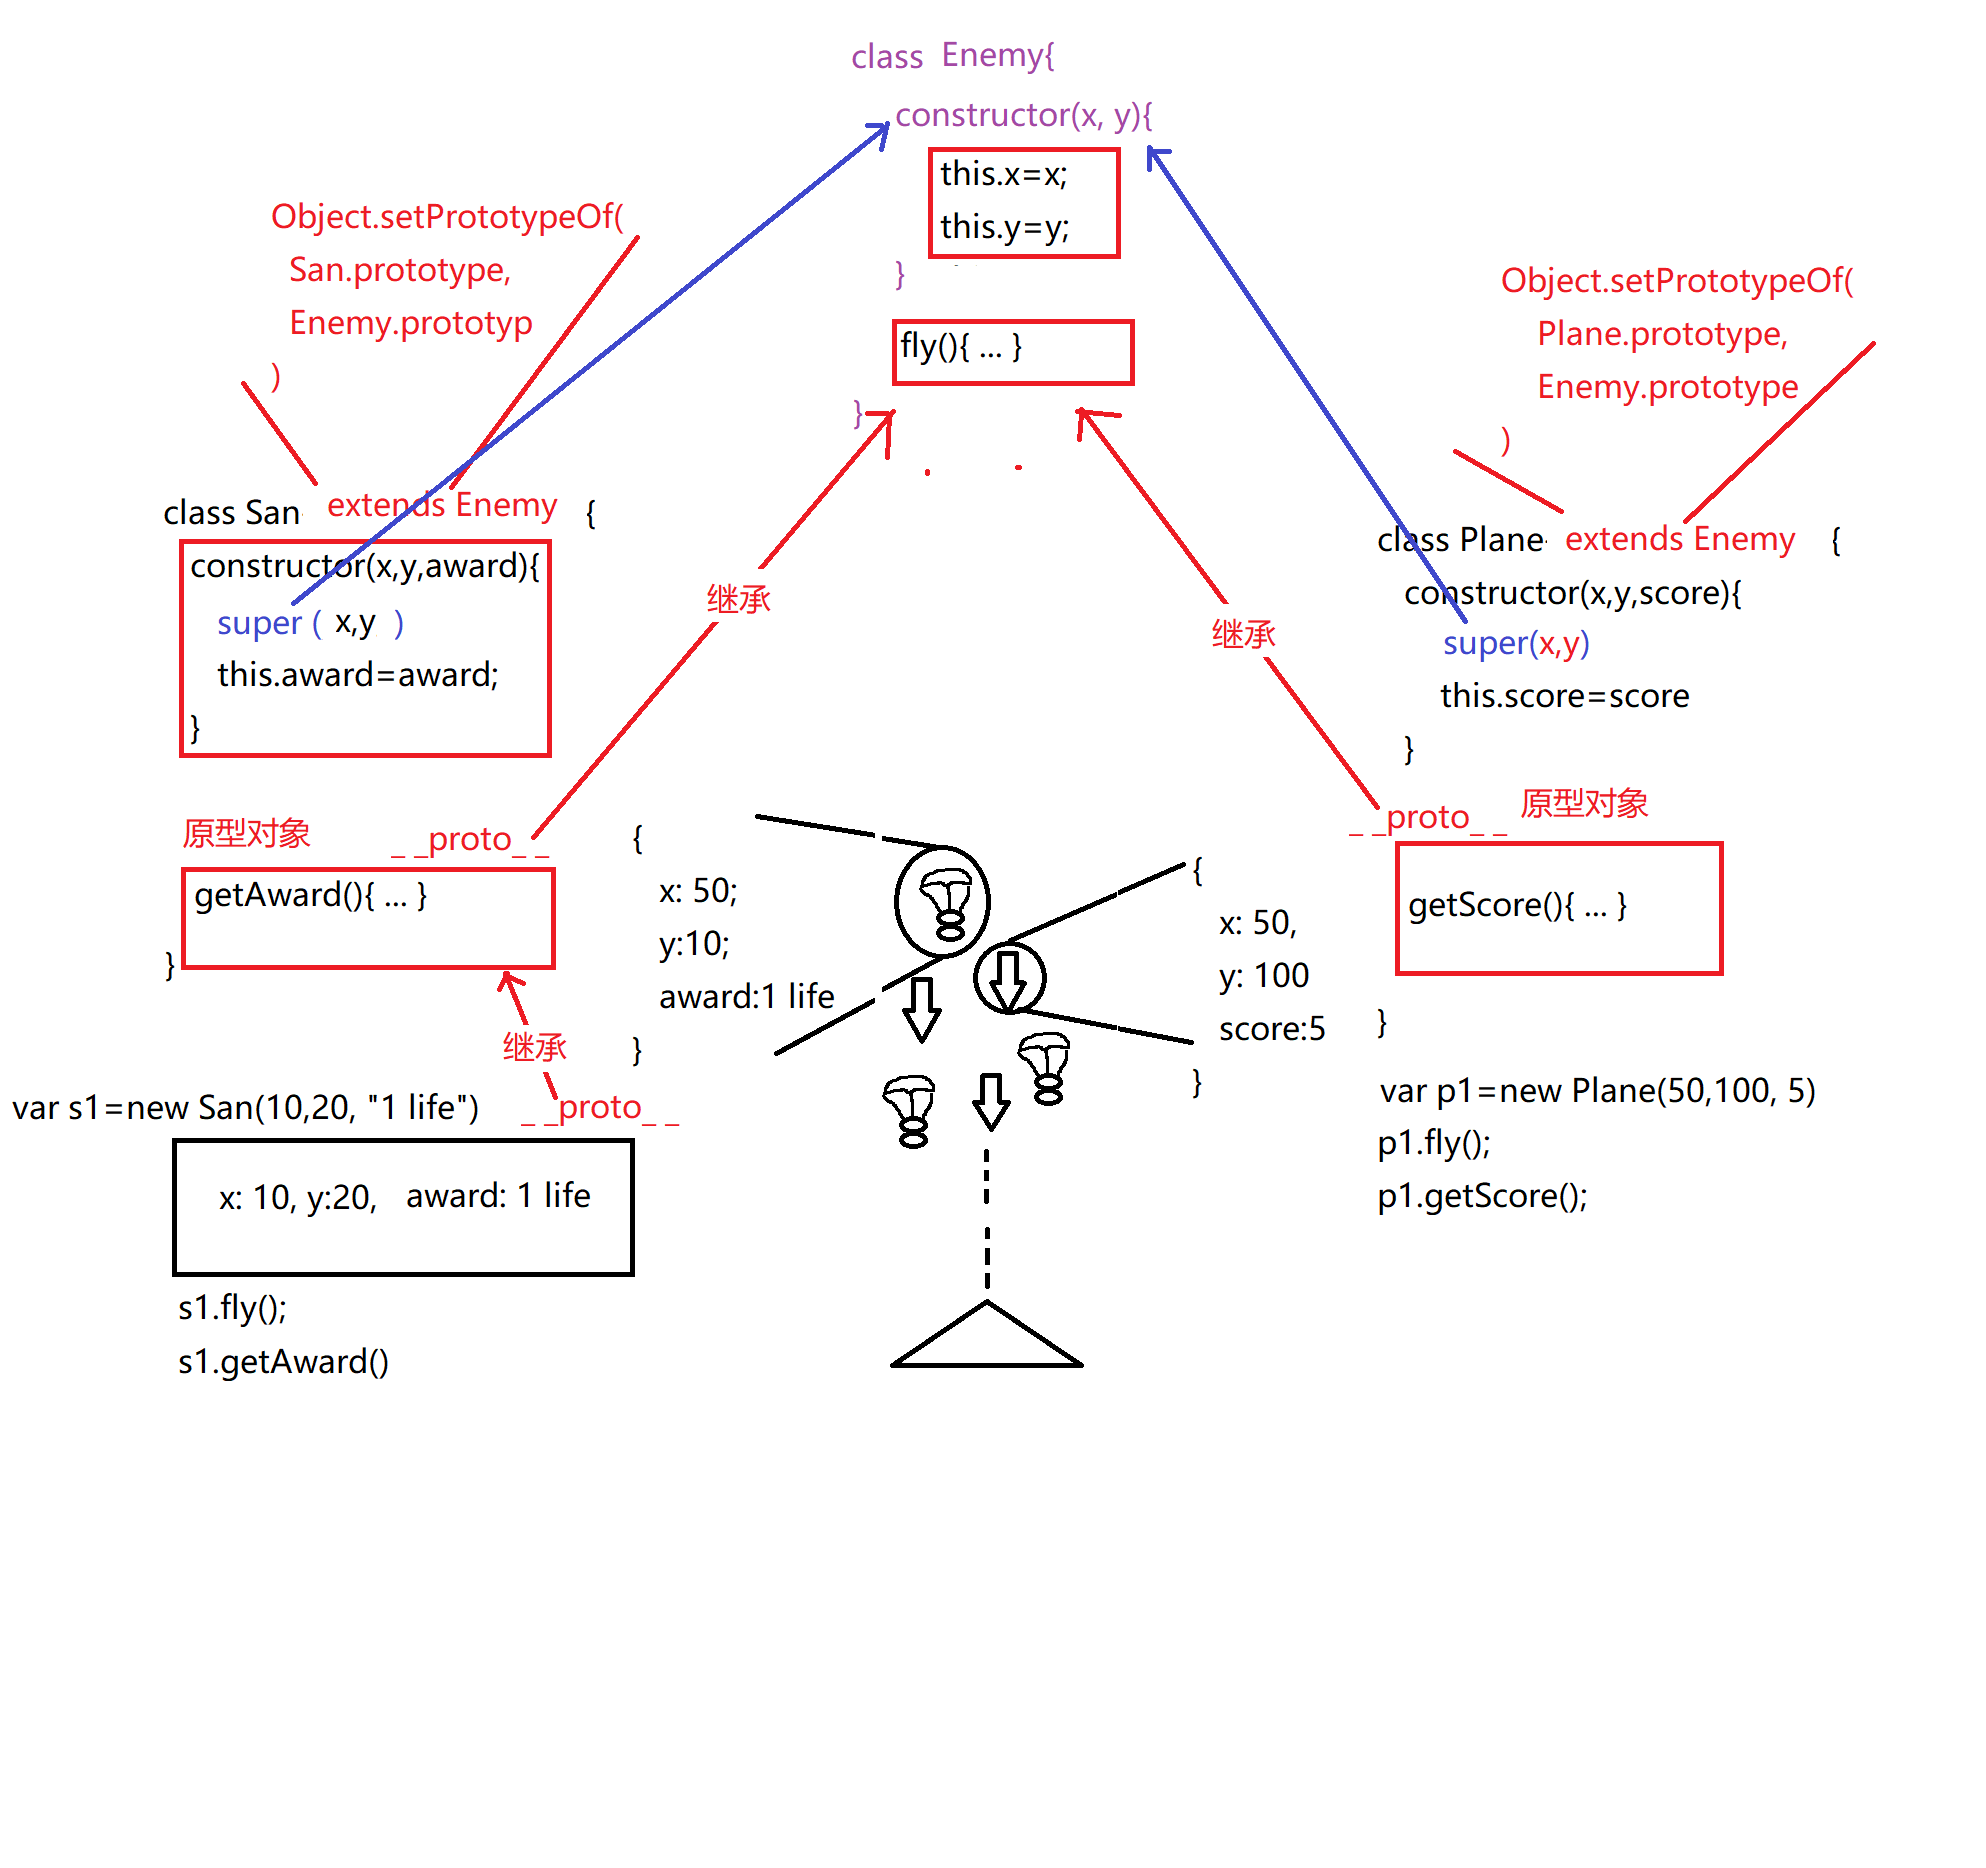 class Enemy{
constructor(x, y){
this.x=x;
this.y=y;
}
fly(){ ... }
}
Object.setPrototypeOf(
San.prototype,
Enemy.prototyp
)
class San extends Enemy {
constructor(x,y,award){
super ( x,y )
this.award=award;
}
原型对象 _ _proto_ _
getAward(){ ... }
}
继承
继承
var s1=new San(10,20, "1 life") _ _proto_ _
x: 10, y:20, award: 1 life
s1.fly();
s1.getAward()
{
x: 50;
y:10;
award:1 life
}
{
x: 50,
y: 100
score:5
}
Object.setPrototypeOf(
Plane.prototype,
Enemy.prototype
)
class Plane extends Enemy {
constructor(x,y,score){
super(x,y)
this.score=score
}
继承
_ _proto_ _ 原型对象
getScore(){ ... }
}
var p1=new Plane(50,100, 5)
p1.fly();
p1.getScore();